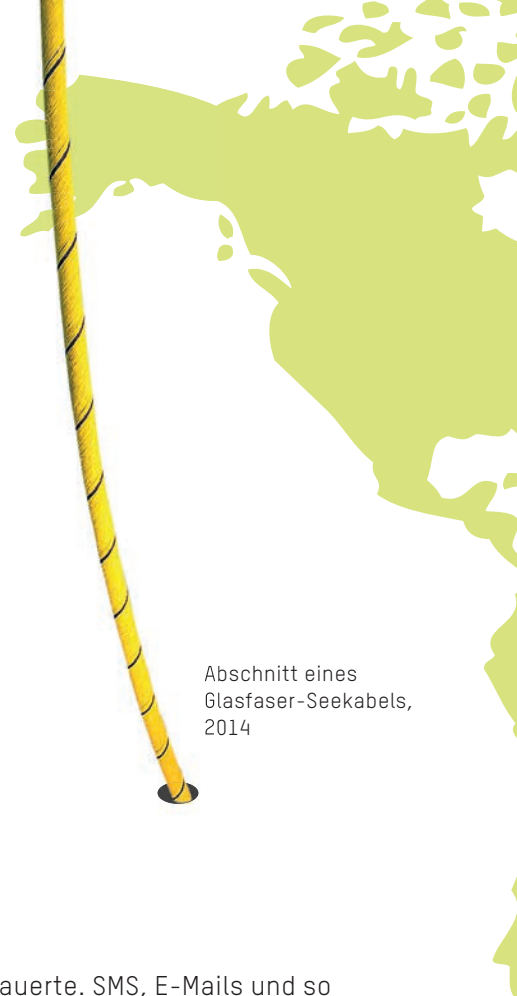 Abschnitt eines
Glasfaser-Seekabels,
2014
auerte. SMS, E-Mails und so